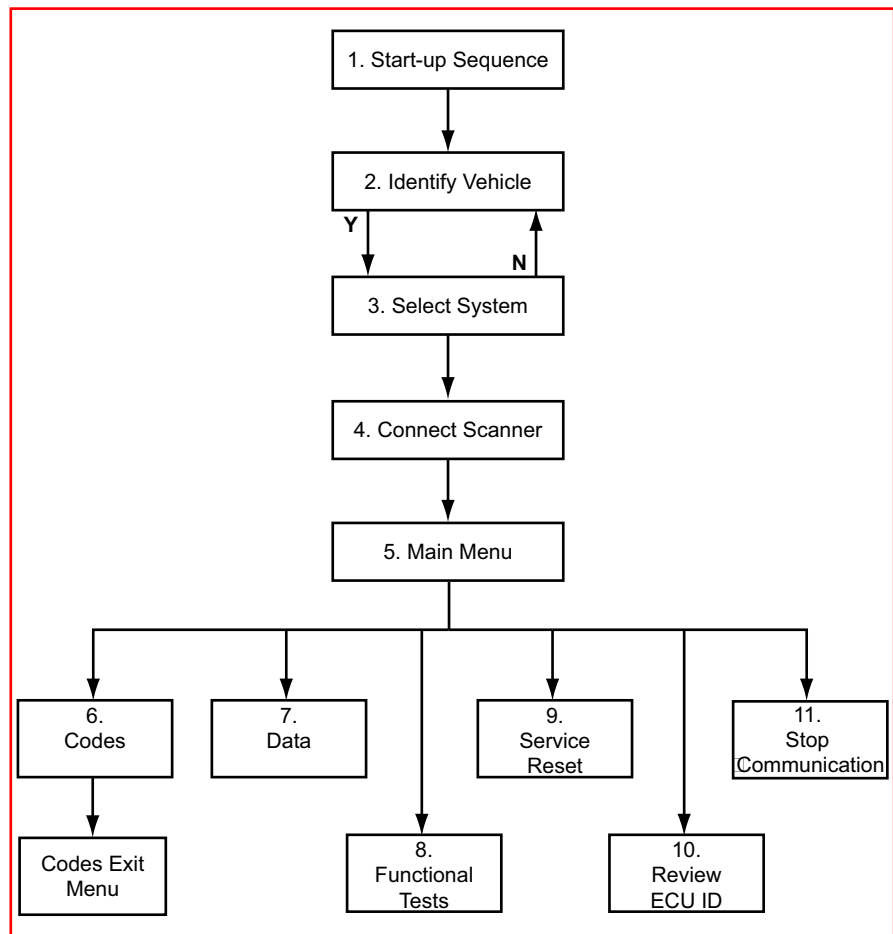 1. Start-up Sequence
2. Identify Vehicle
Y
N
3. Select System
4. Connect Scanner
5. Main Menu
6.
Codes
7.
Data
9.
Service
Reset
11.
Stop
Communication
Codes Exit
Menu
8.
Functional
Tests
10.
Review
ECU ID